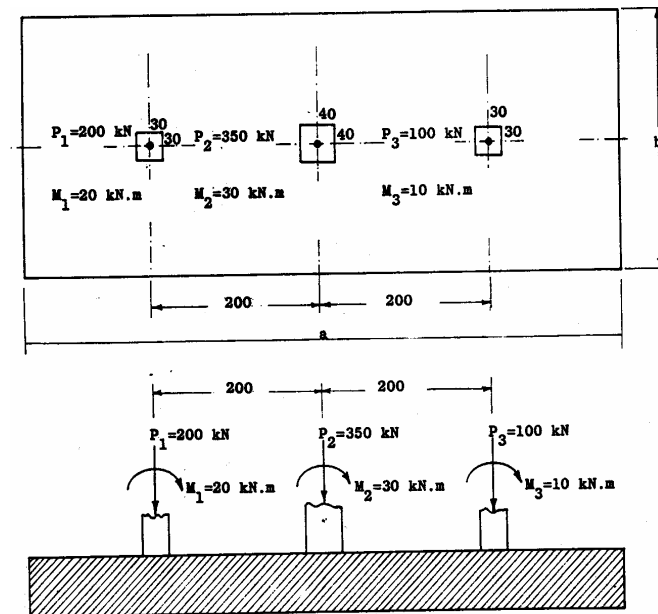 30 40 30
P1=200 kN 30 P2=350 kN 40 P3=100 kN 30
M1=20 kN.m M2=30 kN.m M3=10 kN.m
200 200
a
200 200
P1=200 kN P2=350 kN P3=100 kN
M1=20 kN.m M2=30 kN.m M3=10 kN.m